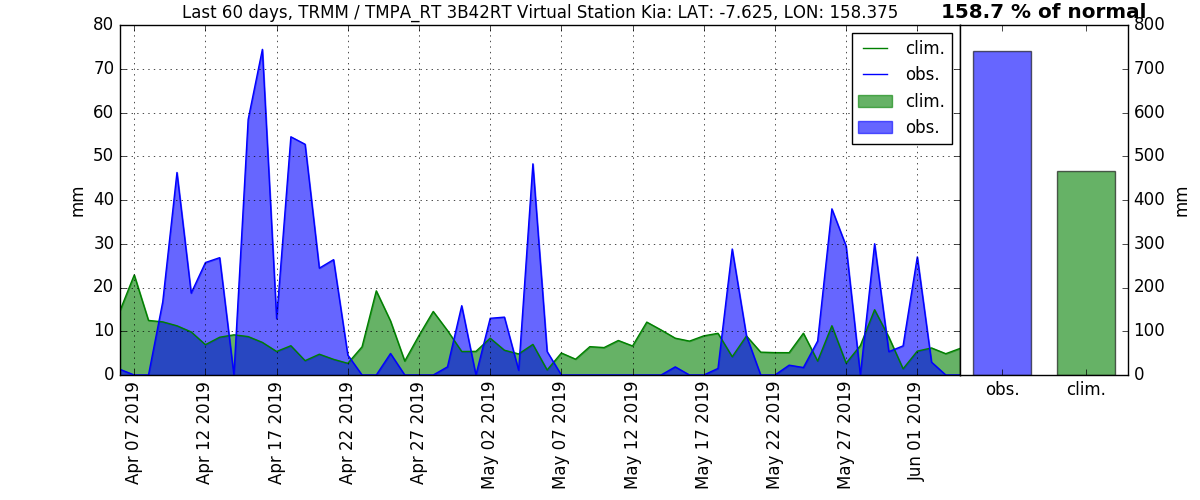 Last 60 days, TRMM / TMPA_RT 3B42RT Virtual Station Kia: LAT: -7.625, LON: 158.375
158.7 % of normal
80
70
60
50
40
30
20
10
0
mm
clim.
obs.
clim.
obs.
Apr 07 2019
Apr 12 2019
Apr 17 2019
Apr 22 2019
Apr 27 2019
May 02 2019
May 07 2019
May 12 2019
May 17 2019
May 22 2019
May 27 2019
Jun 01 2019
800
700
600
500
400
300
200
100
0
mm
obs.
clim.